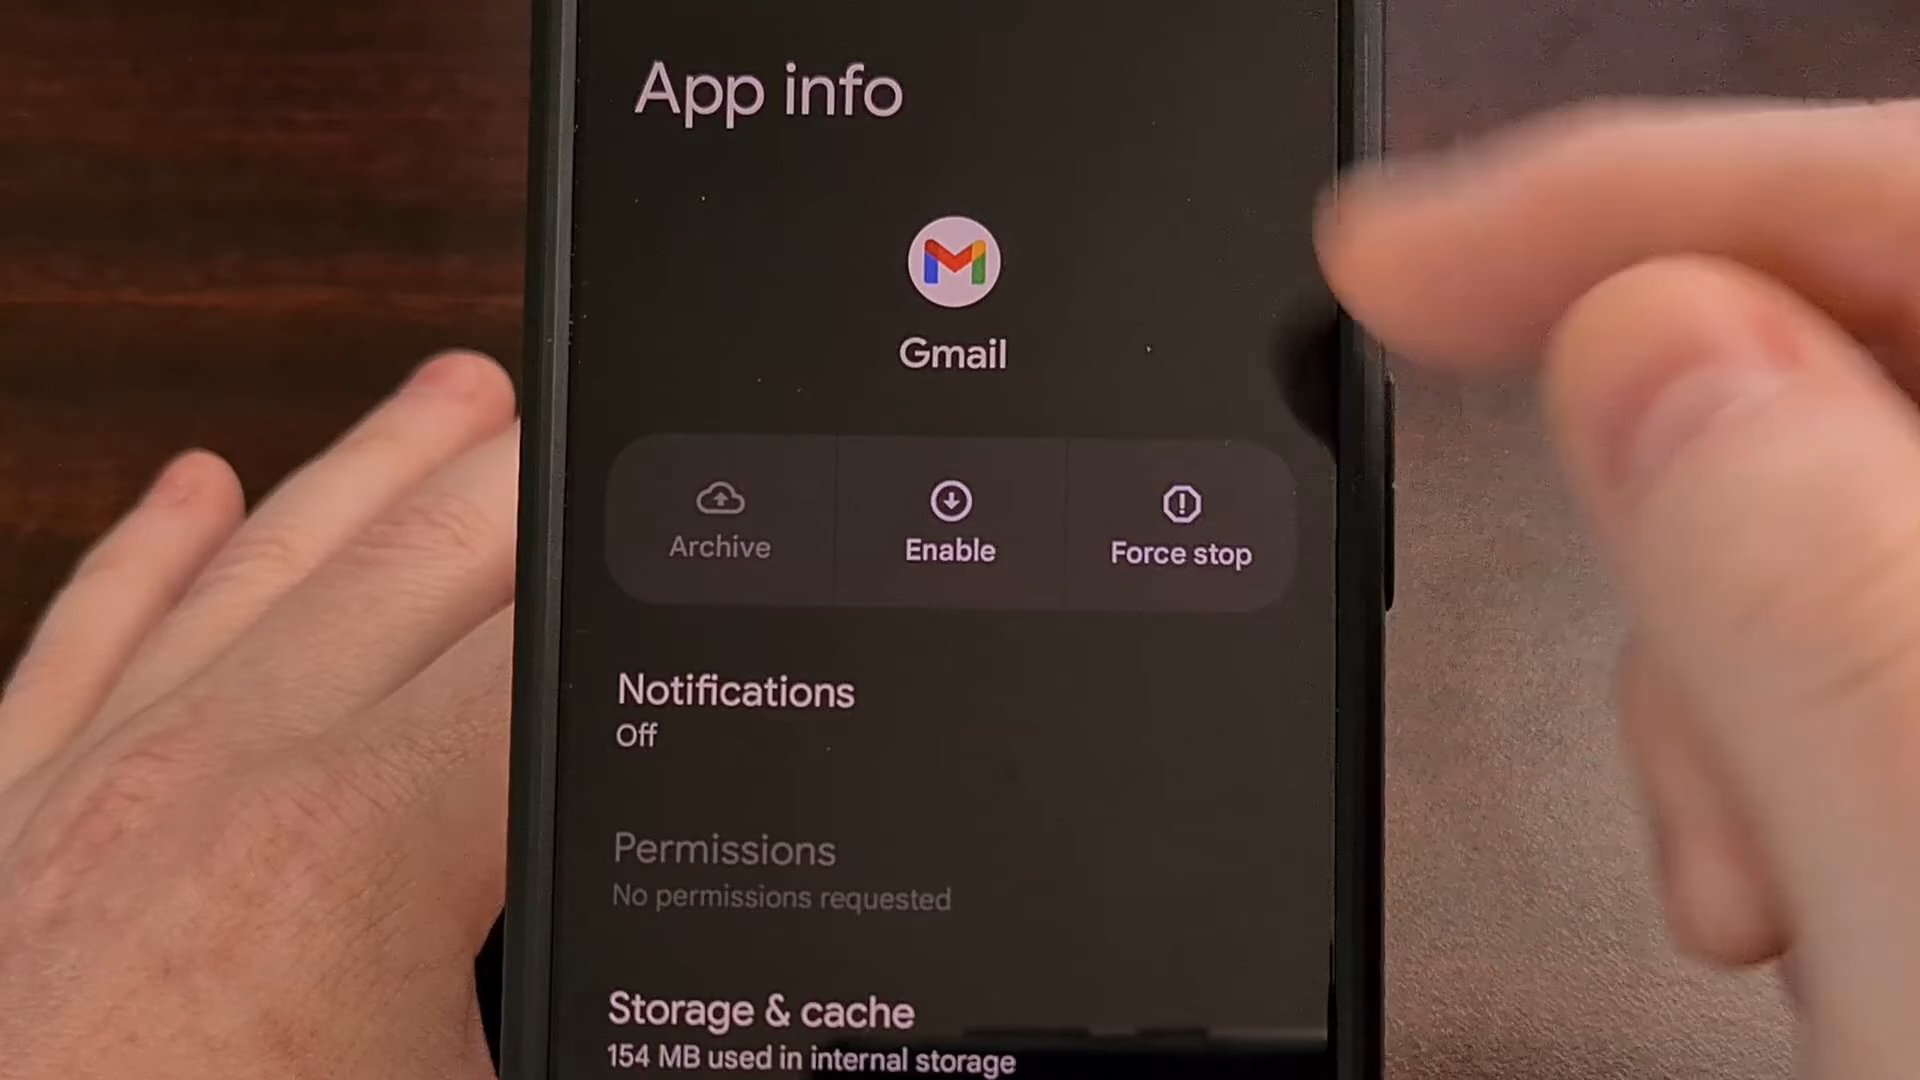 App info
Gmail
Archive
Enable
Force stop
Notifications
Off
Permissions
No permissions requested
Storage & cache
154 MB used in internal storage